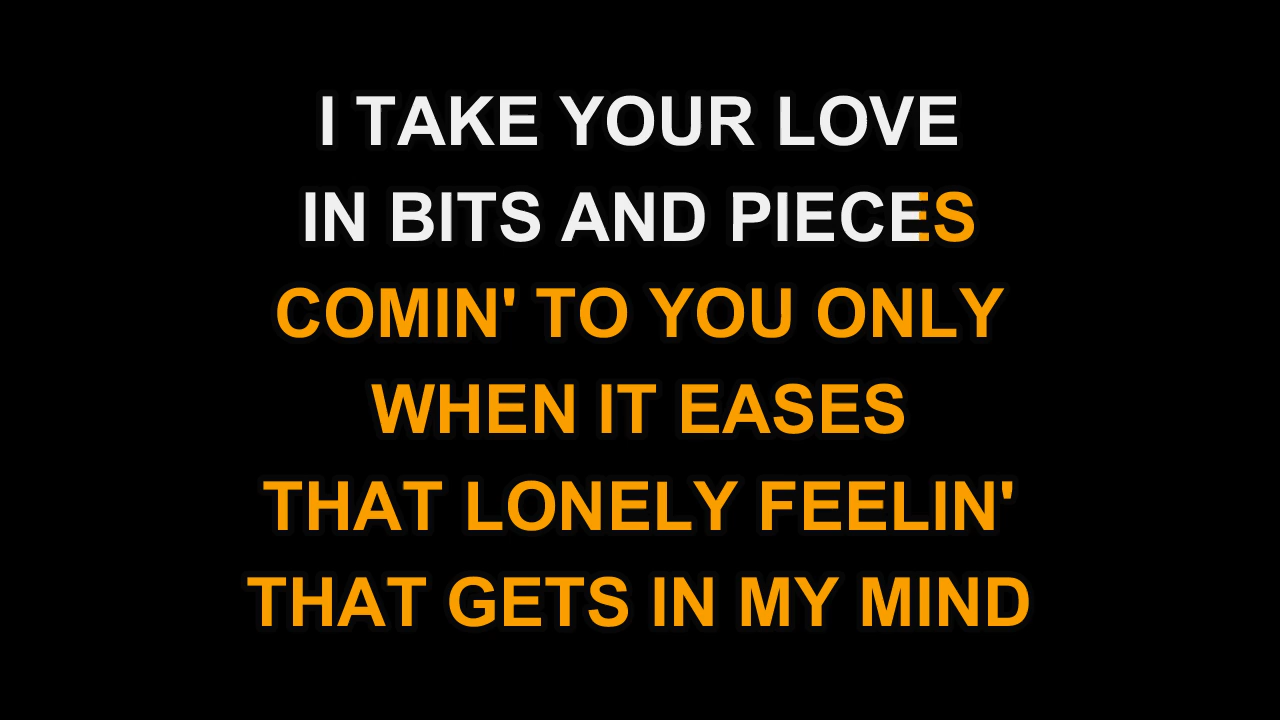 I TAKE YOUR LOVE
IN BITS AND PIECES
COMIN' TO YOU ONLY
WHEN IT EASES
THAT LONELY FEELIN'
THAT GETS IN MY MIND